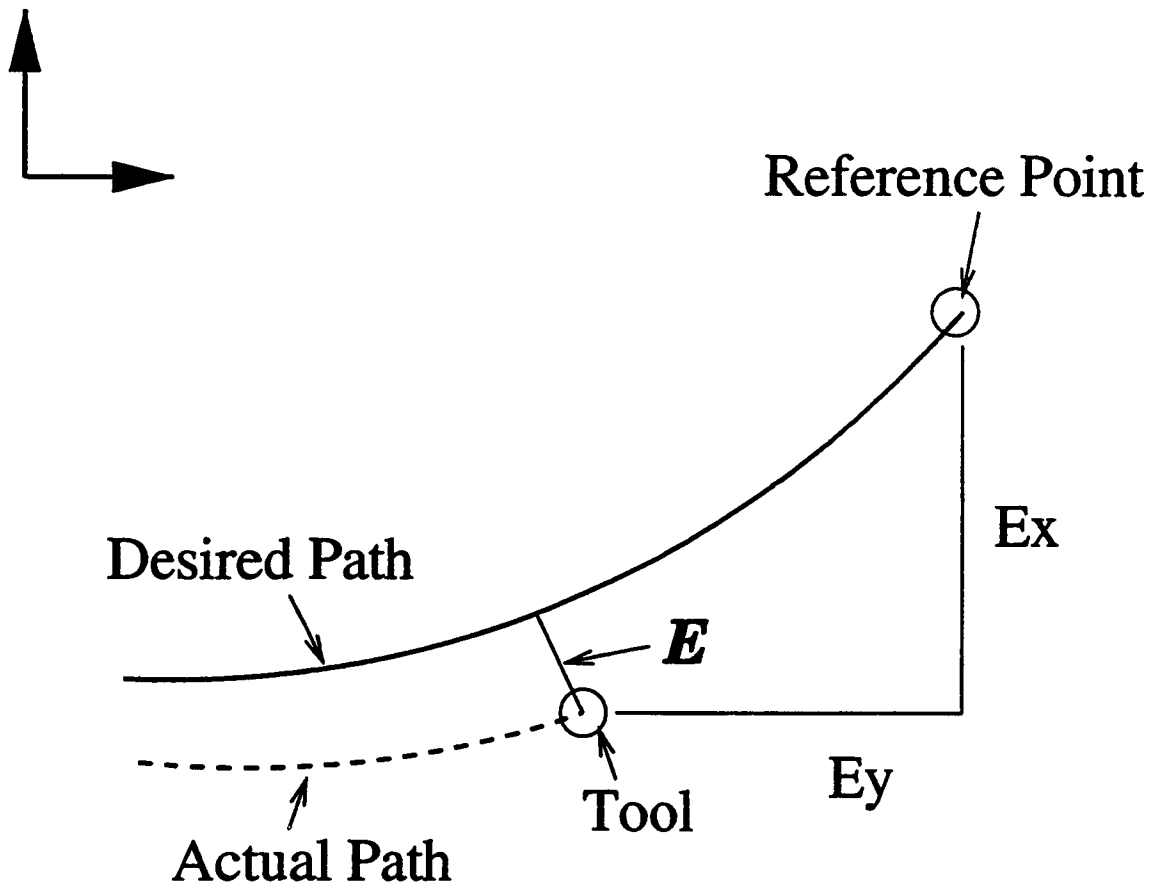 Reference Point
Ex
Desired Path
E
Ey
Tool
Actual Path